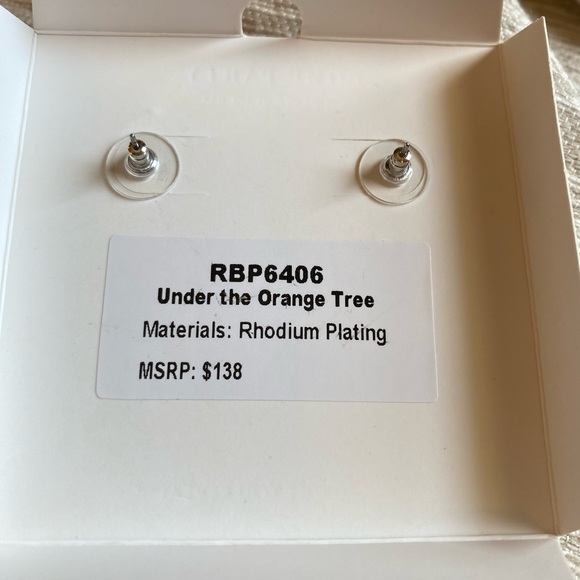 RBP6406
Under the Orange Tree
Materials: Rhodium Plating
MSRP: $138